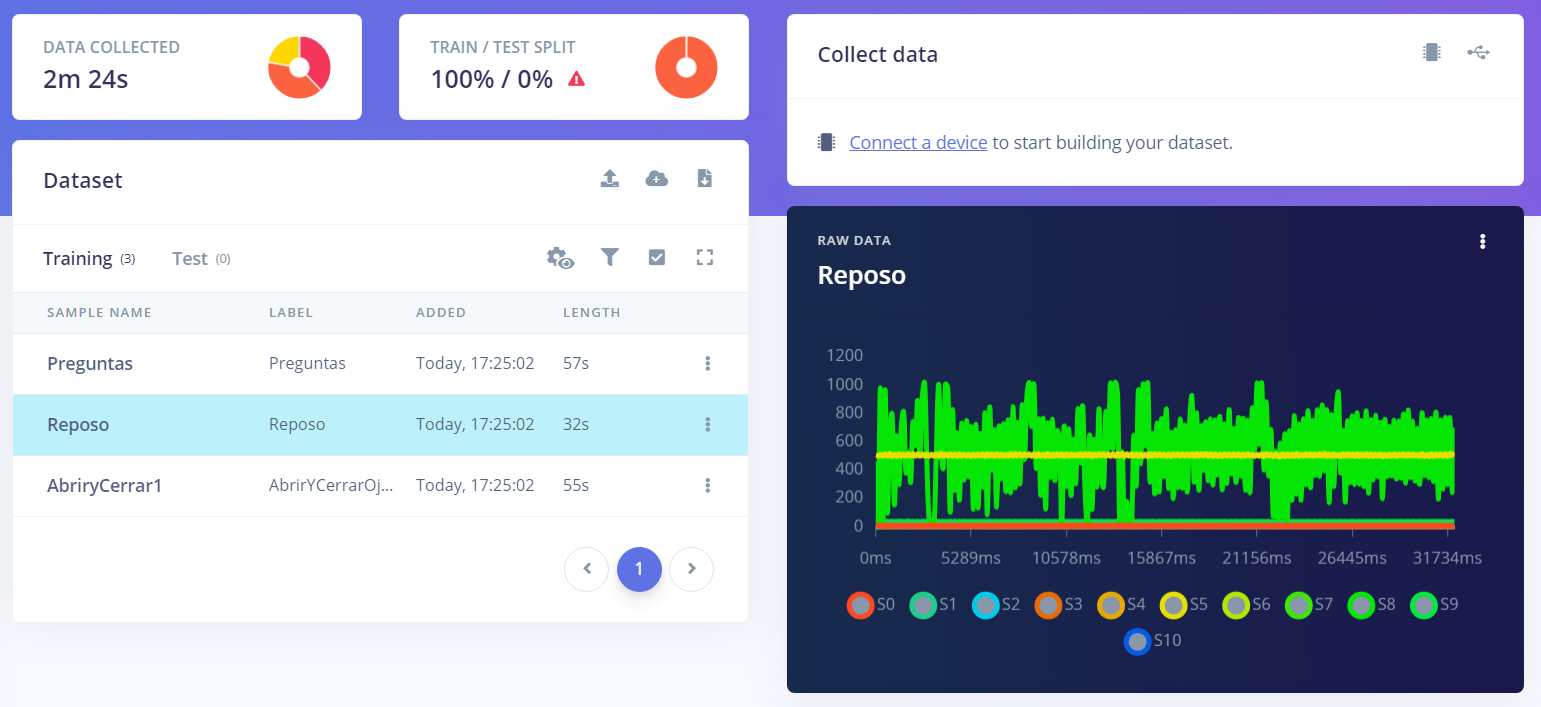 DATA COLLECTED
2m 24s
TRAIN / TEST SPLIT
100% / 0%
Dataset
Training (3) Test (0)
SAMPLE NAME LABEL ADDED LENGTH
Preguntas Preguntas Today, 17:25:02 57s
Reposo Reposo Today, 17:25:02 32s
AbriryCerrar1 AbrirYCerrarOj... Today, 17:25:02 55s
1
Collect data
Connect a device to start building your dataset.
RAW DATA
Reposo
1200
1000
800
600
400
200
0
0ms 5289ms 10578ms 15867ms 21156ms 26445ms 31734ms
S0 S1 S2 S3 S4 S5 S6 S7 S8 S9
S10